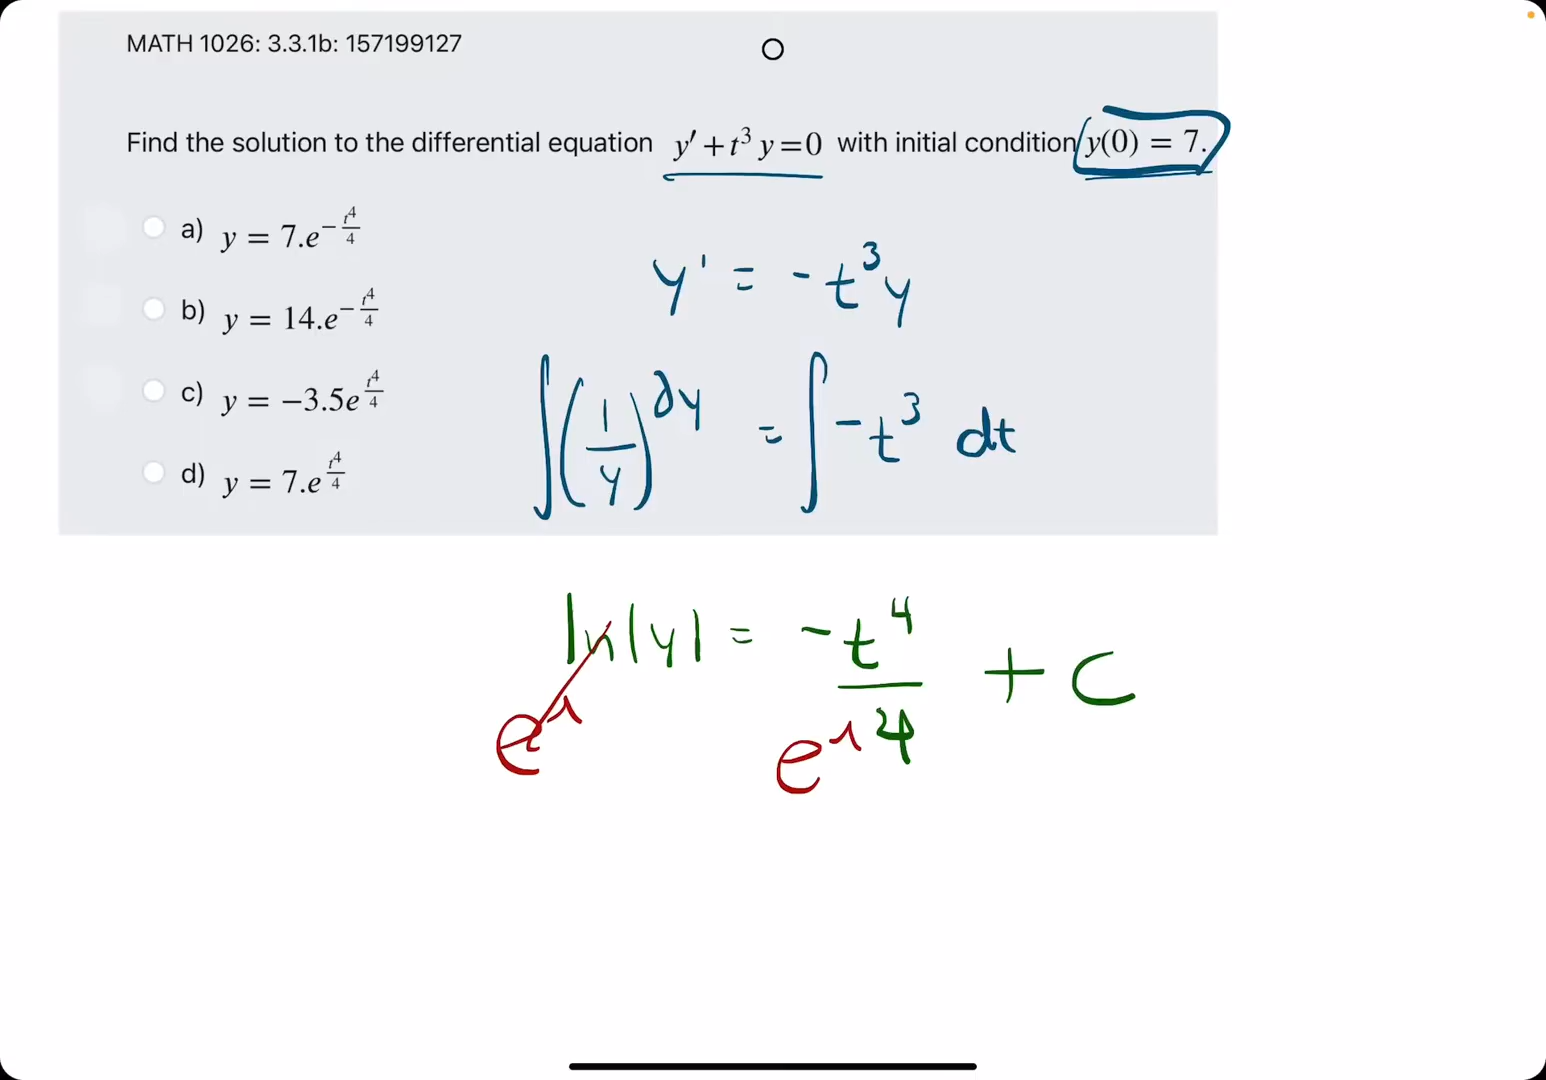 MATH 1026: 3.3.1b: 157199127
Find the solution to the differential equation y′ + t³ y = 0 with initial condition y(0) = 7.
a) y = 7.e^(−t⁴/4)
b) y = 14.e^(−t⁴/4)
c) y = −3.5e^(t⁴/4)
d) y = 7.e^(t⁴/4)
y' = -t³y
∫(1/y)dy = ∫-t³ dt
ln|y| = -t⁴/4 + C
e^ e^